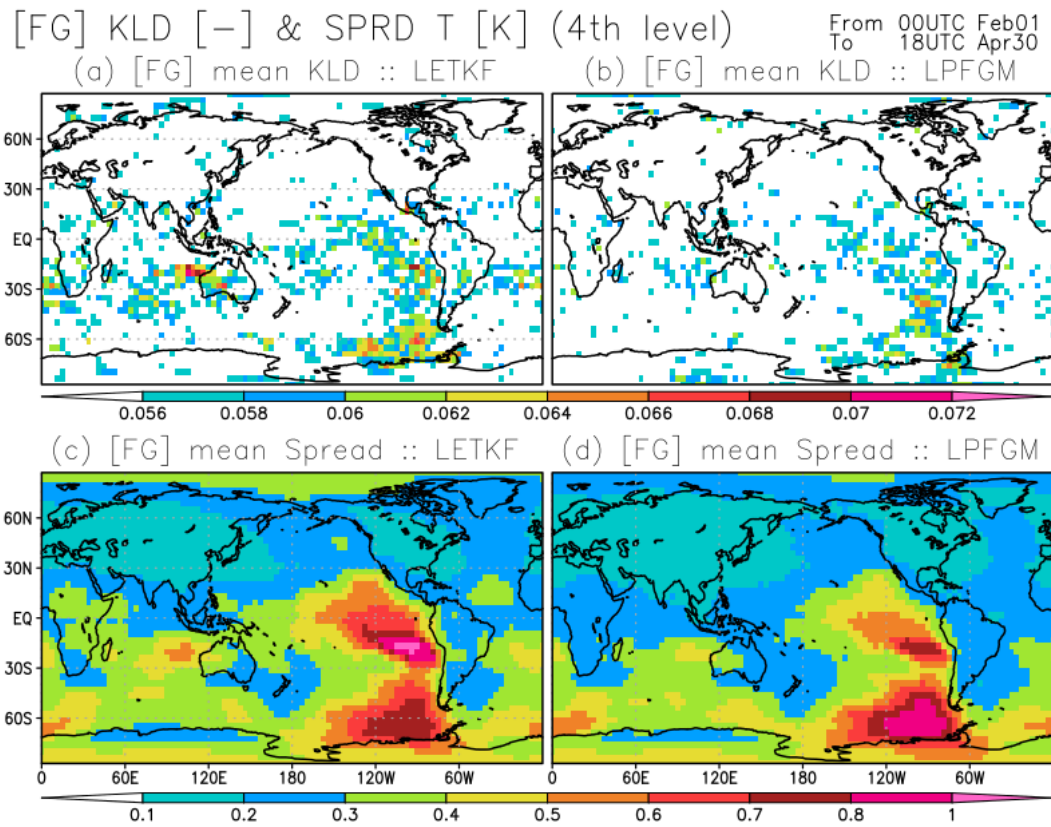 [FG] KLD [−] & SPRD T [K] (4th level)
From 00UTC Feb01
To 18UTC Apr30
(a) [FG] mean KLD :: LETKF
(b) [FG] mean KLD :: LPFGM
60N
30N
EQ
30S
60S
0.056 0.058 0.06 0.062 0.064 0.066 0.068 0.07 0.072
(c) [FG] mean Spread :: LETKF
(d) [FG] mean Spread :: LPFGM
60N
30N
EQ
30S
60S
0 60E 120E 180 120W 60W 0 60E 120E 180 120W 60W
0.1 0.2 0.3 0.4 0.5 0.6 0.7 0.8 1